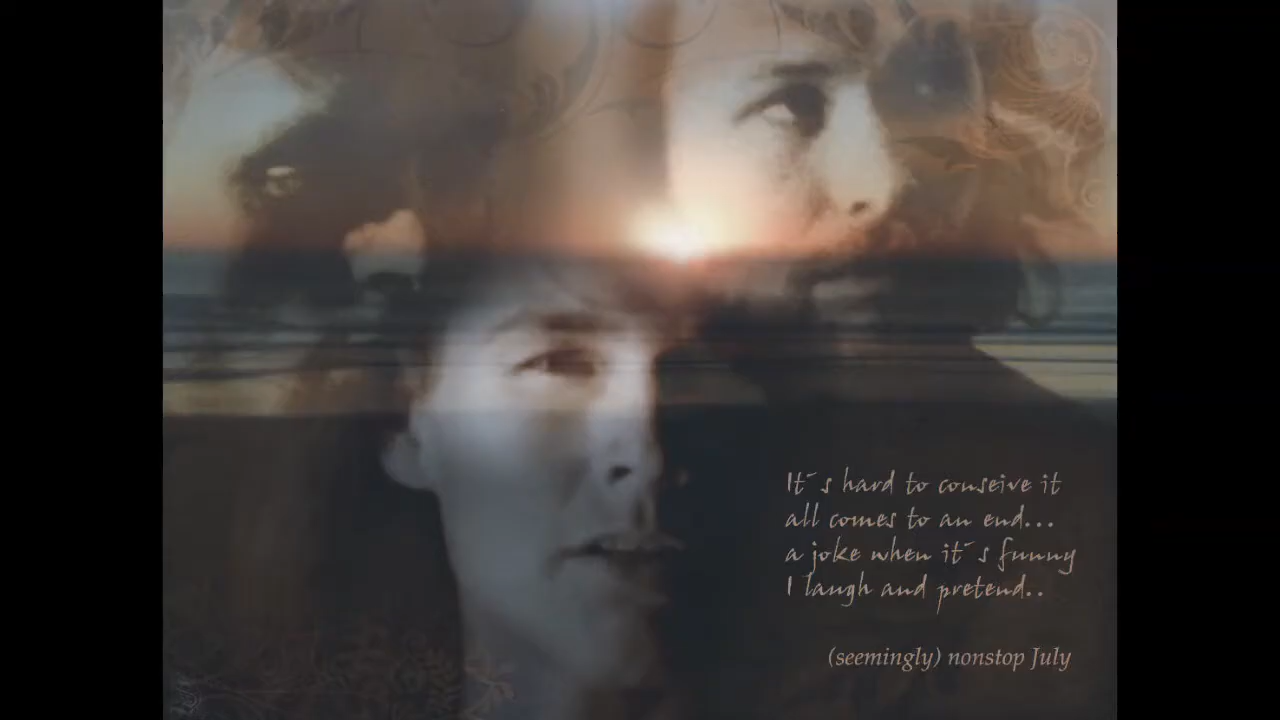 It´s hard to conseive it
all comes to an end...
a joke when it´s funny
I laugh and pretend..
(seemingly) nonstop July